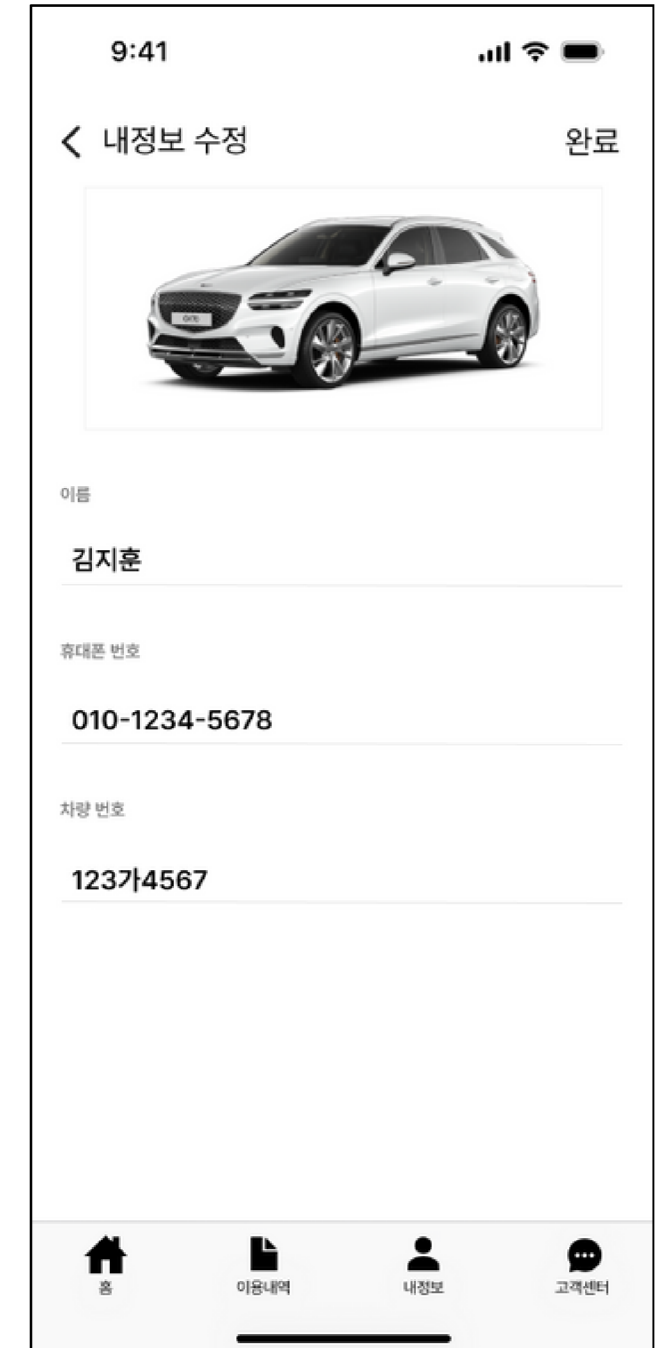 9:41
내정보 수정
완료
이름
김지훈
휴대폰 번호
010-1234-5678
차량 번호
123가4567
홈
이용내역
내정보
고객센터